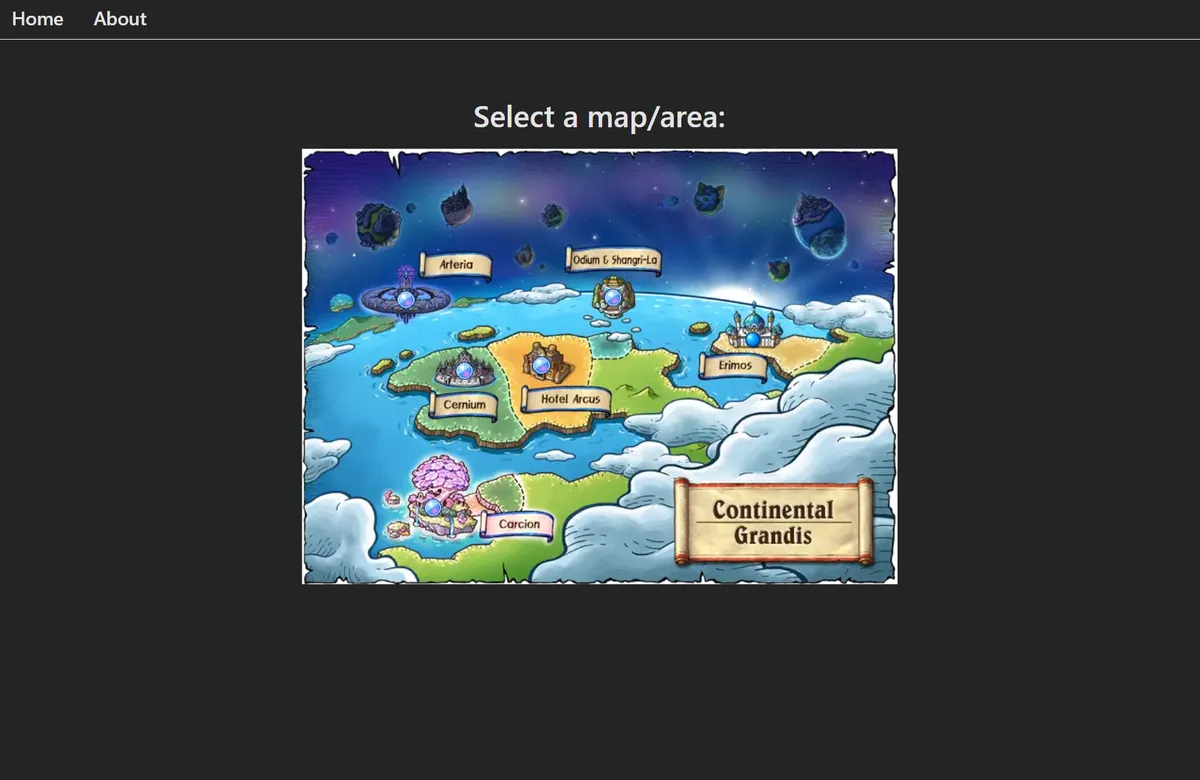 Home About
Select a map/area:
Arteria
Odium & Shangri-La
Erimos
Cernium
Hotel Arcus
Carcion
Continental
Grandis